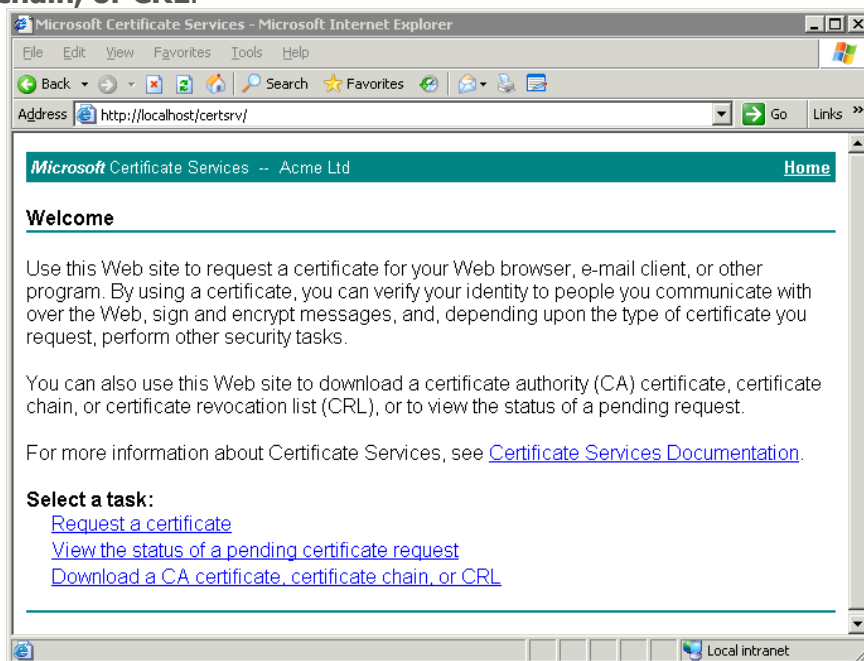 chain, or CRL.
Microsoft Certificate Services - Microsoft Internet Explorer
File Edit View Favorites Tools Help
Back Search Favorites
Address http://localhost/certsrv/ Go Links »
Microsoft Certificate Services -- Acme Ltd Home
Welcome
Use this Web site to request a certificate for your Web browser, e-mail client, or other
program. By using a certificate, you can verify your identity to people you communicate with
over the Web, sign and encrypt messages, and, depending upon the type of certificate you
request, perform other security tasks.
You can also use this Web site to download a certificate authority (CA) certificate, certificate
chain, or certificate revocation list (CRL), or to view the status of a pending request.
For more information about Certificate Services, see Certificate Services Documentation.
Select a task:
Request a certificate
View the status of a pending certificate request
Download a CA certificate, certificate chain, or CRL
Local intranet